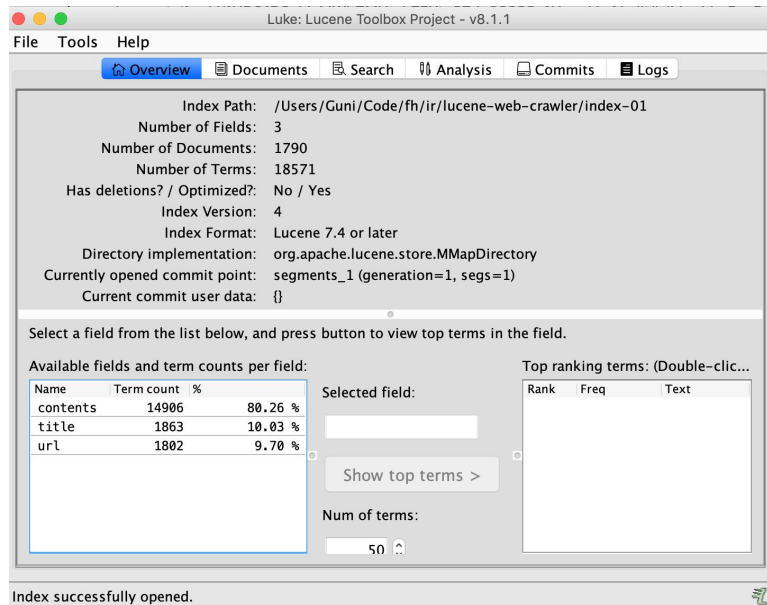 Luke: Lucene Toolbox Project - v8.1.1
File Tools Help
Overview Documents Search Analysis Commits Logs
Index Path: /Users/Guni/Code/fh/ir/lucene-web-crawler/index-01
Number of Fields: 3
Number of Documents: 1790
Number of Terms: 18571
Has deletions? / Optimized?: No / Yes
Index Version: 4
Index Format: Lucene 7.4 or later
Directory implementation: org.apache.lucene.store.MMapDirectory
Currently opened commit point: segments_1 (generation=1, segs=1)
Current commit user data: {}
Select a field from the list below, and press button to view top terms in the field.
Available fields and term counts per field:
Name Term count %
contents 14906 80.26 %
title 1863 10.03 %
url 1802 9.70 %
Selected field:
Show top terms >
Num of terms:
50
Top ranking terms: (Double-clic...
Rank Freq Text
Index successfully opened.